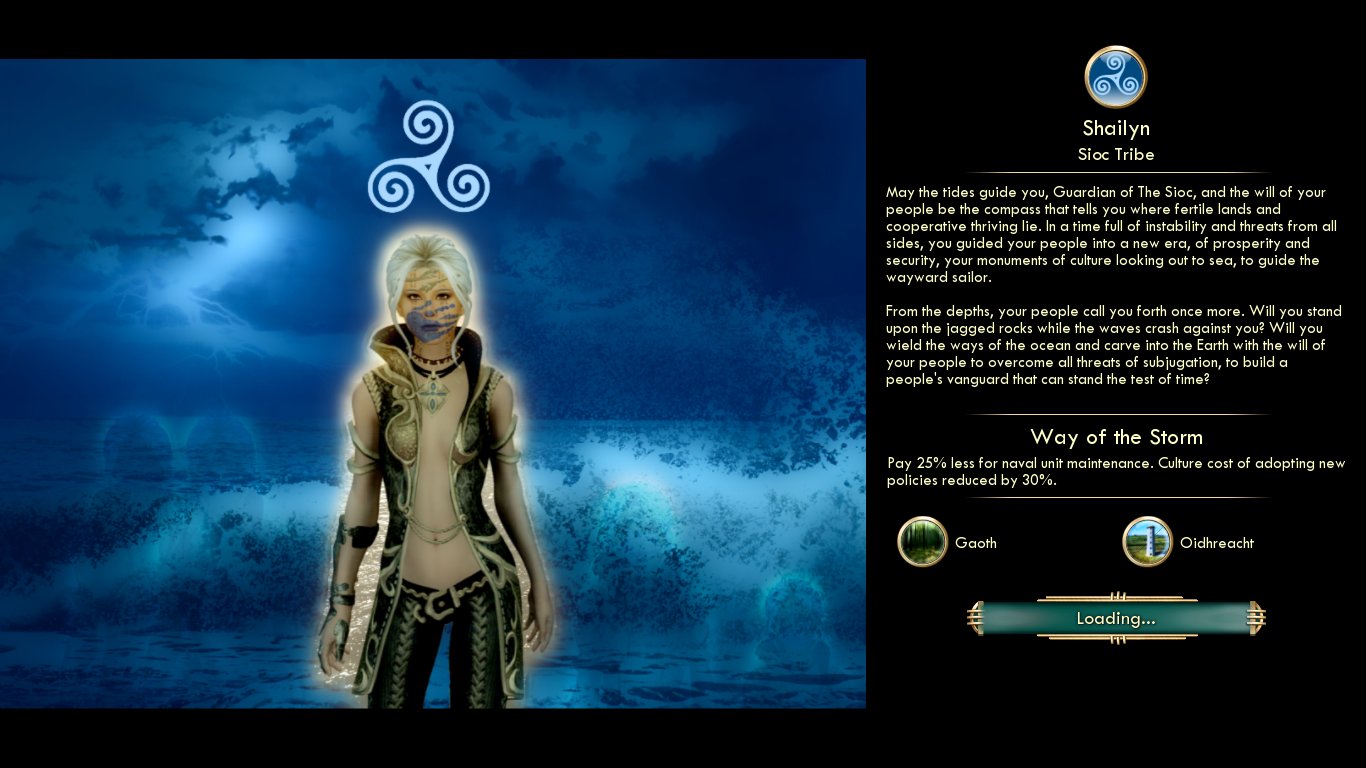 Shailyn
Sioc Tribe
May the tides guide you, Guardian of The Sioc, and the will of your
people be the compass that tells you where fertile lands and
cooperative thriving lie. In a time full of instability and threats from all
sides, you guided your people into a new era, of prosperity and
security, your monuments of culture looking out to sea, to guide the
wayward sailor.
From the depths, your people call you forth once more. Will you stand
upon the jagged rocks while the waves crash against you? Will you
wield the ways of the ocean and carve into the Earth with the will of
your people to overcome all threats of subjugation, to build a
people's vanguard that can stand the test of time?
Way of the Storm
Pay 25% less for naval unit maintenance. Culture cost of adopting new
policies reduced by 30%.
Gaoth
Oidhreacht
Loading...